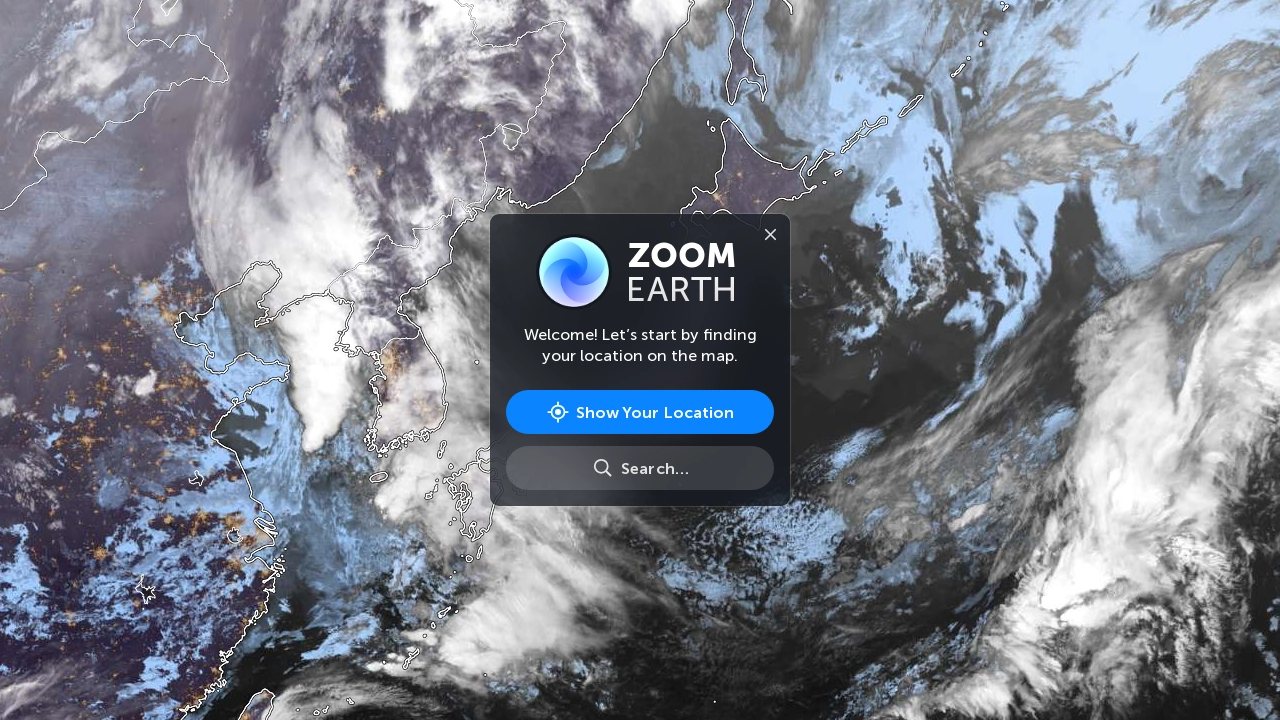 ZOOM
EARTH
Welcome! Let’s start by finding
your location on the map.
Show Your Location
Search...